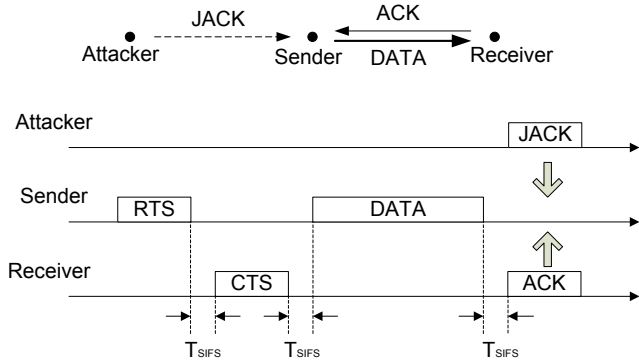 JACK
ACK
Attacker
Sender
DATA
Receiver
Attacker
JACK
Sender
RTS
DATA
Receiver
CTS
ACK
TSIFS
TSIFS
TSIFS